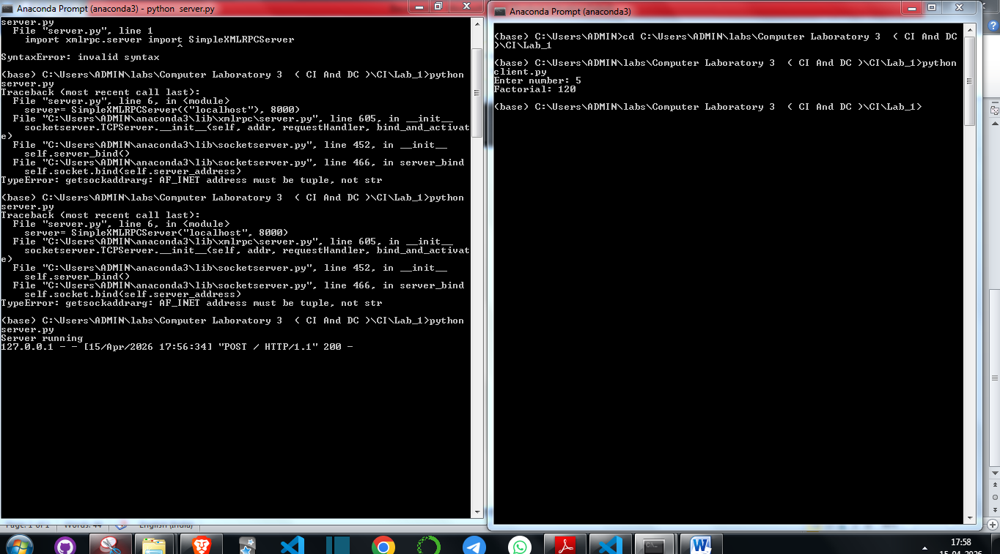 Anaconda Prompt (anaconda3) - python server.py
server.py
File "server.py", line 1
import xmlrpc.server import SimpleXMLRPCServer
^
SyntaxError: invalid syntax
(base) C:\Users\ADMIN\labs\Computer Laboratory 3  ( CI And DC )\CI\Lab_1>python
server.py
Traceback (most recent call last):
File "server.py", line 6, in <module>
server= SimpleXMLRPCServer(("localhost"), 8000)
File "C:\Users\ADMIN\anaconda3\lib\xmlrpc\server.py", line 605, in __init__
socketserver.TCPServer.__init__(self, addr, requestHandler, bind_and_activat
e)
File "C:\Users\ADMIN\anaconda3\lib\socketserver.py", line 452, in __init__
self.server_bind()
File "C:\Users\ADMIN\anaconda3\lib\socketserver.py", line 466, in server_bind
self.socket.bind(self.server_address)
TypeError: getsockaddrarg: AF_INET address must be tuple, not str
(base) C:\Users\ADMIN\labs\Computer Laboratory 3  ( CI And DC )\CI\Lab_1>python
server.py
Traceback (most recent call last):
File "server.py", line 6, in <module>
server= SimpleXMLRPCServer("localhost", 8000)
File "C:\Users\ADMIN\anaconda3\lib\xmlrpc\server.py", line 605, in __init__
socketserver.TCPServer.__init__(self, addr, requestHandler, bind_and_activat
e)
File "C:\Users\ADMIN\anaconda3\lib\socketserver.py", line 452, in __init__
self.server_bind()
File "C:\Users\ADMIN\anaconda3\lib\socketserver.py", line 466, in server_bind
self.socket.bind(self.server_address)
TypeError: getsockaddrarg: AF_INET address must be tuple, not str
(base) C:\Users\ADMIN\labs\Computer Laboratory 3  ( CI And DC )\CI\Lab_1>python
server.py
Server running
127.0.0.1 - - [15/Apr/2026 17:56:34] "POST / HTTP/1.1" 200 -
Anaconda Prompt (anaconda3)
(base) C:\Users\ADMIN>cd C:\Users\ADMIN\labs\Computer Laboratory 3  ( CI And DC
)\CI\Lab_1
(base) C:\Users\ADMIN\labs\Computer Laboratory 3  ( CI And DC )\CI\Lab_1>python
client.py
Enter number: 5
Factorial: 120
(base) C:\Users\ADMIN\labs\Computer Laboratory 3  ( CI And DC )\CI\Lab_1>
Page: 1 of 1 Words: 44 English (India)
17:58
15-04-2026